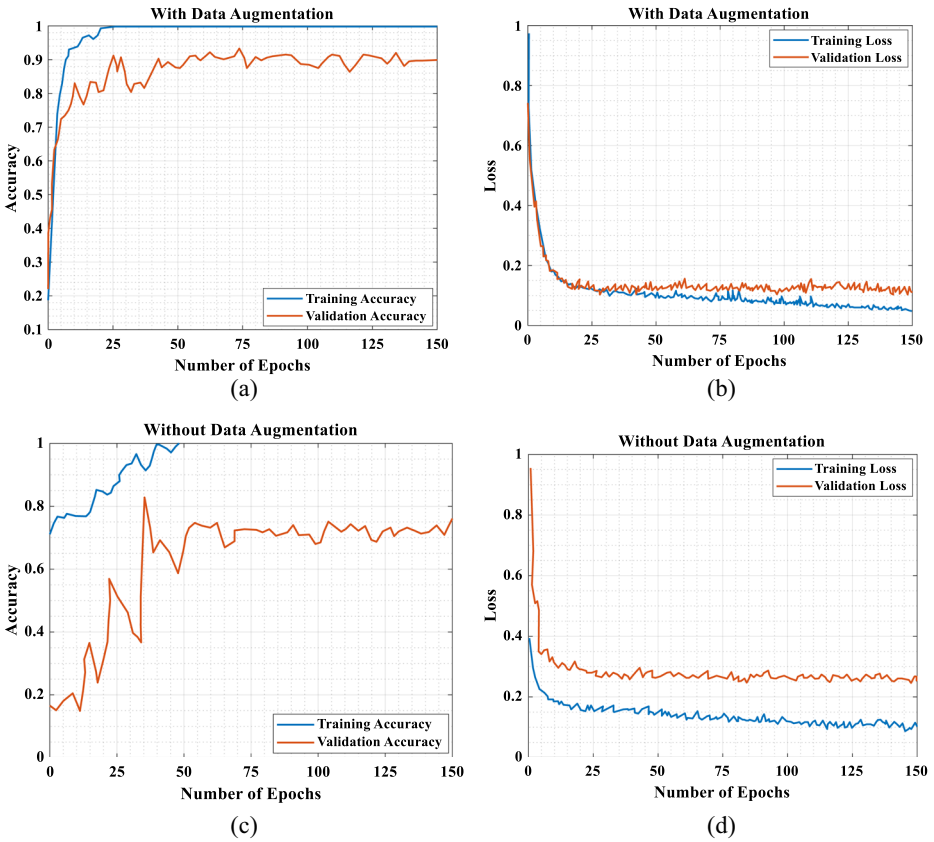 With Data Augmentation
1
0.9
0.8
0.7
0.6
0.5
0.4
0.3
0.2
0.1
Accuracy
Training Accuracy
Validation Accuracy
0 25 50 75 100 125 150
Number of Epochs
(a)
With Data Augmentation
1
0.8
0.6
0.4
0.2
0
Loss
Training Loss
Validation Loss
0 25 50 75 100 125 150
Number of Epochs
(b)
Without Data Augmentation
1
0.8
0.6
0.4
0.2
0
Accuracy
Training Accuracy
Validation Accuracy
0 25 50 75 100 125 150
Number of Epochs
(c)
Without Data Augmentation
1
0.8
0.6
0.4
0.2
0
Loss
Training Loss
Validation Loss
0 25 50 75 100 125 150
Number of Epochs
(d)